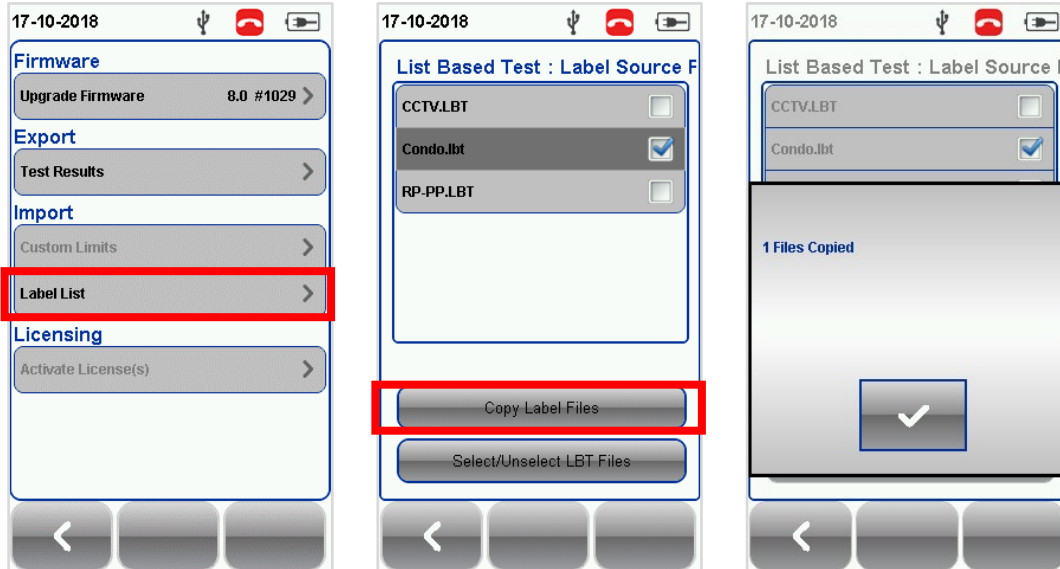 17-10-2018
Firmware
Upgrade Firmware 8.0 #1029
Export
Test Results
Import
Custom Limits
Label List
Licensing
Activate License(s)
17-10-2018
List Based Test : Label Source F
CCTV.LBT
Condo.lbt
RP-PP.LBT
Copy Label Files
Select/Unselect LBT Files
17-10-2018
List Based Test : Label Source
CCTV.LBT
Condo.lbt
1 Files Copied